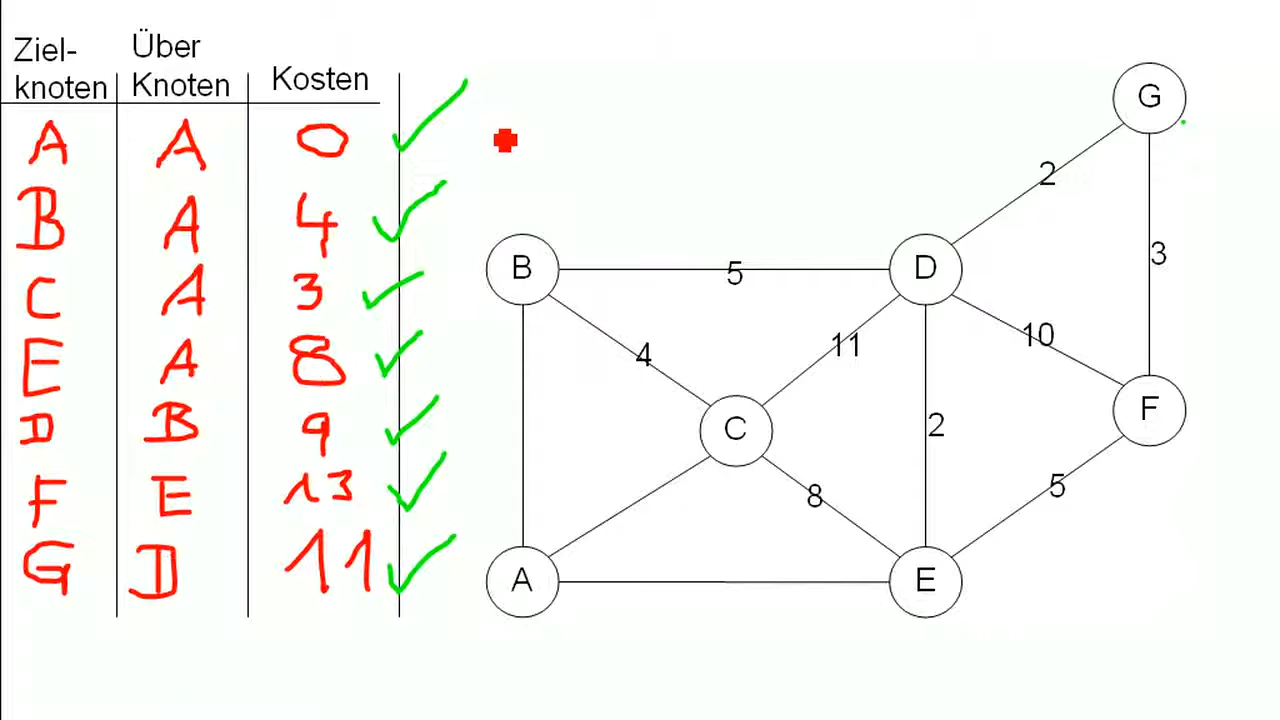 Ziel-
knoten
Über
Knoten
Kosten
A A 0
B A 4
C A 3
E A 8
D B 9
F E 13
G D 11
G
2
3
B
5
D
4
11
10
C
2
F
8
5
A
E